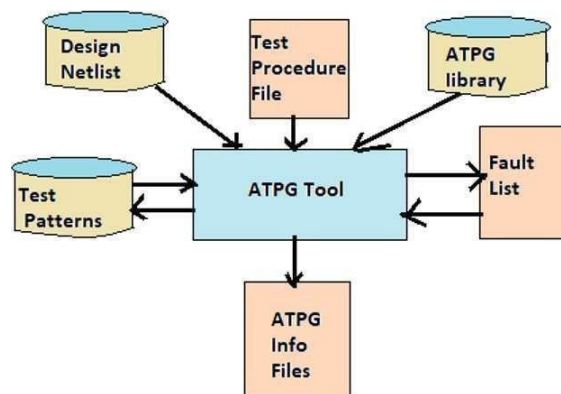 Design
Netlist
Test
Procedure
File
ATPG
library
Test
Patterns
ATPG Tool
Fault
List
ATPG
Info
Files